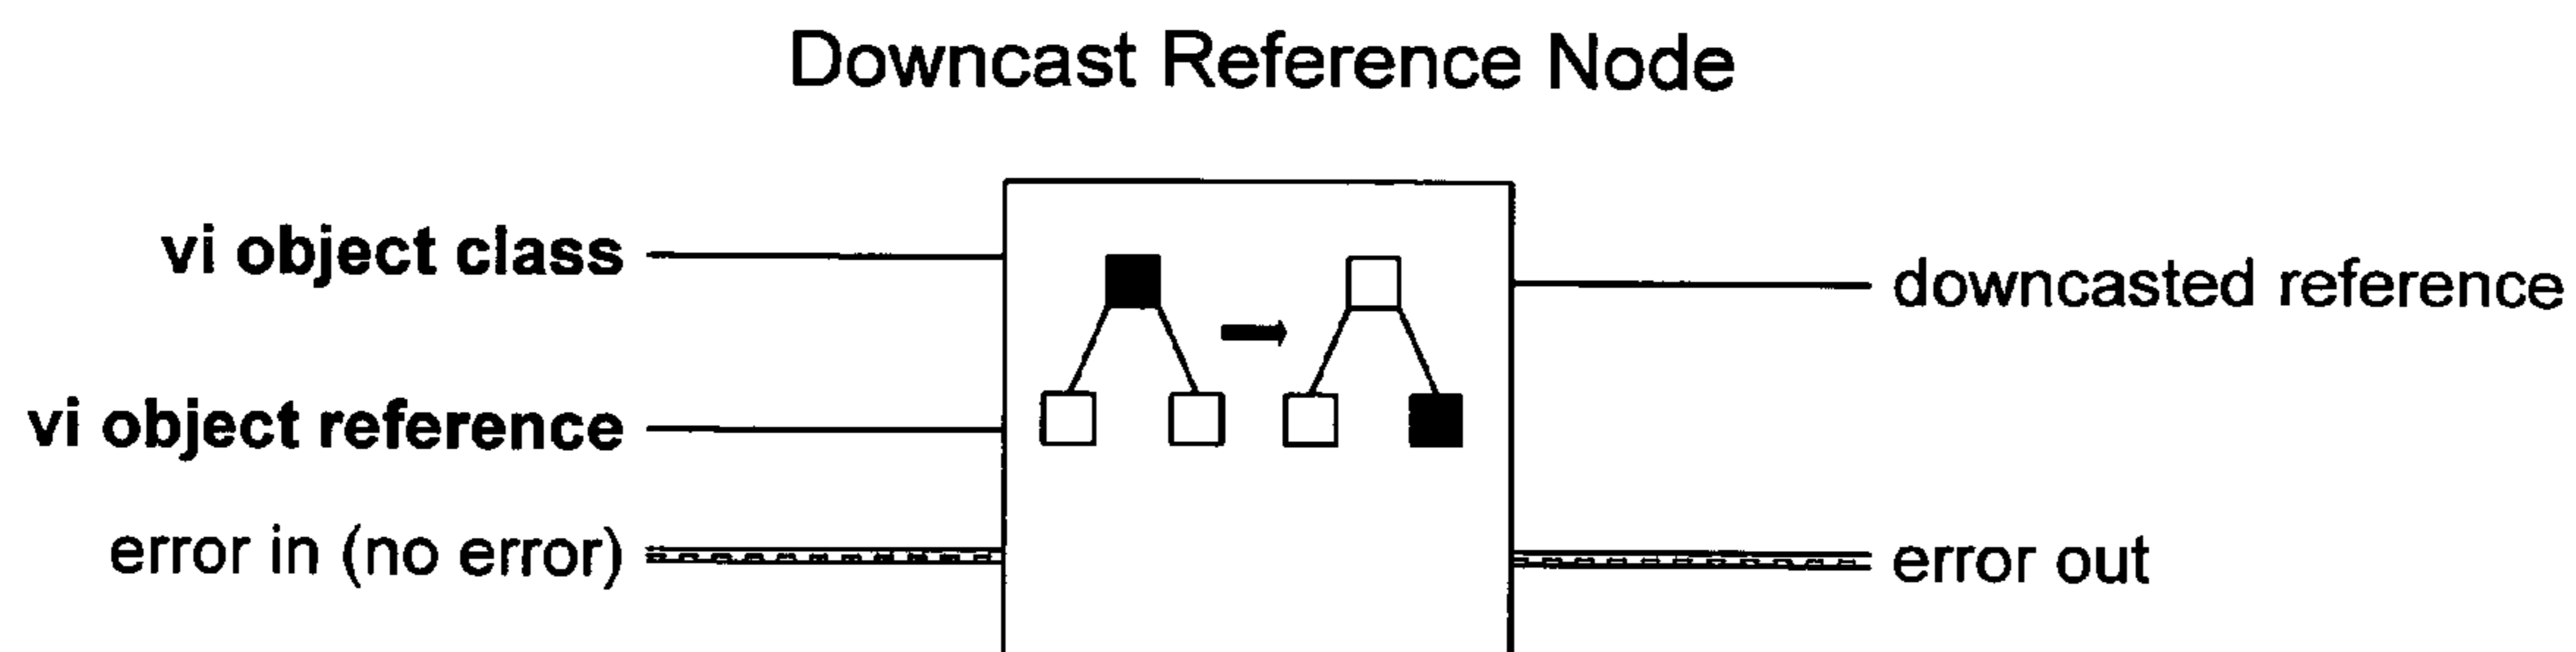 Downcast Reference Node
vi object class
downcasted reference
vi object reference
error in (no error)
error out